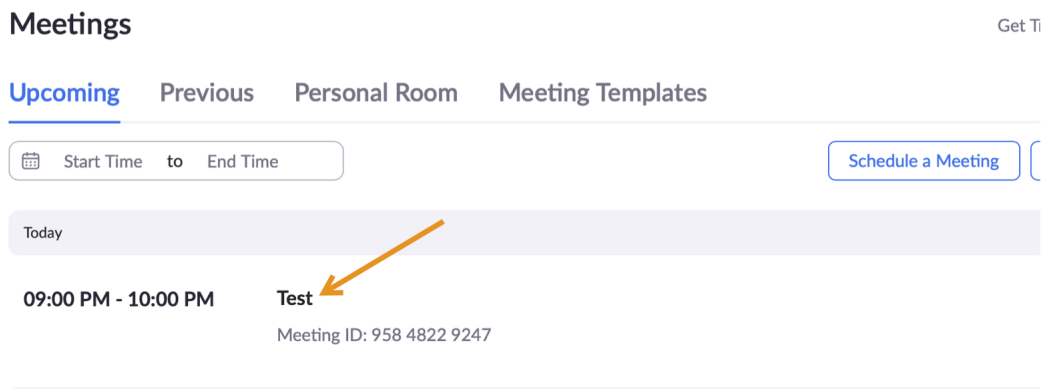 Meetings
Get
Upcoming Previous Personal Room Meeting Templates
Start Time to End Time
Schedule a Meeting
Today
09:00 PM - 10:00 PM Test
Meeting ID: 958 4822 9247